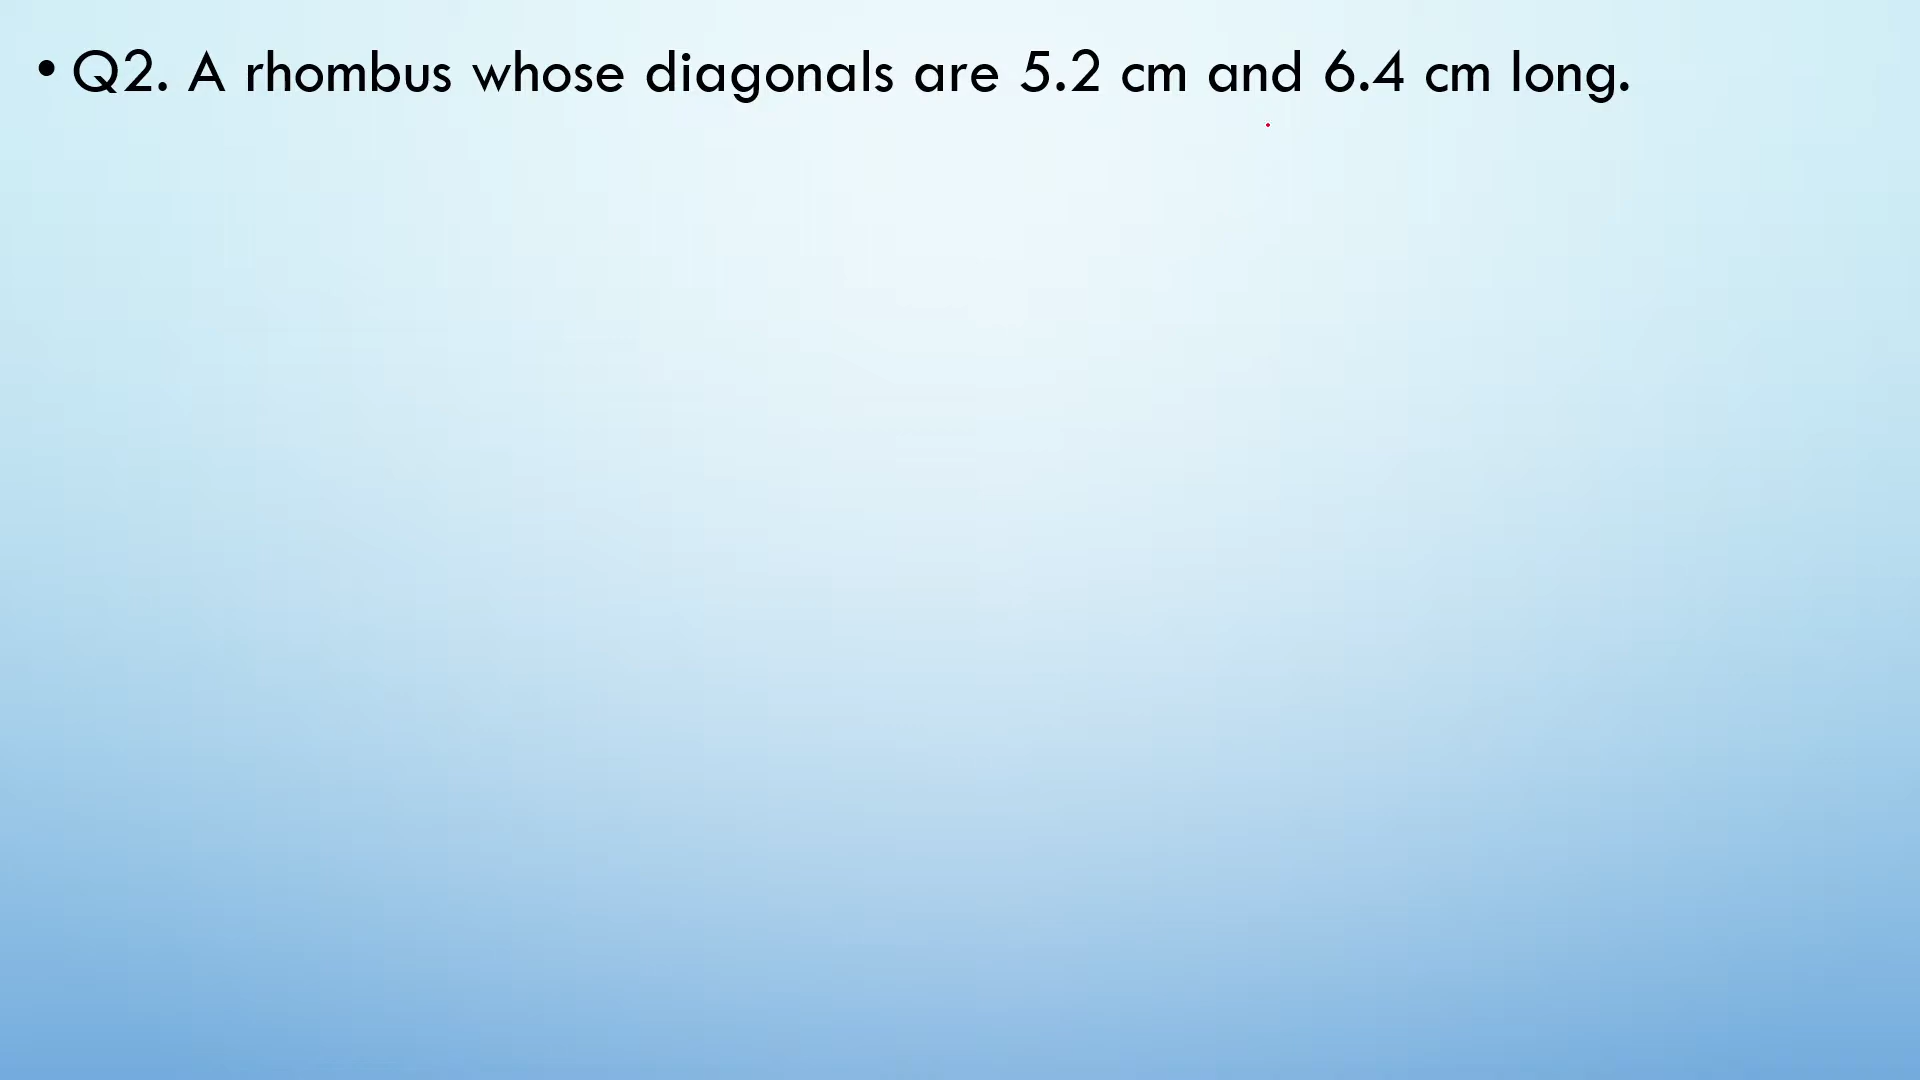 • Q2. A rhombus whose diagonals are 5.2 cm and 6.4 cm long.